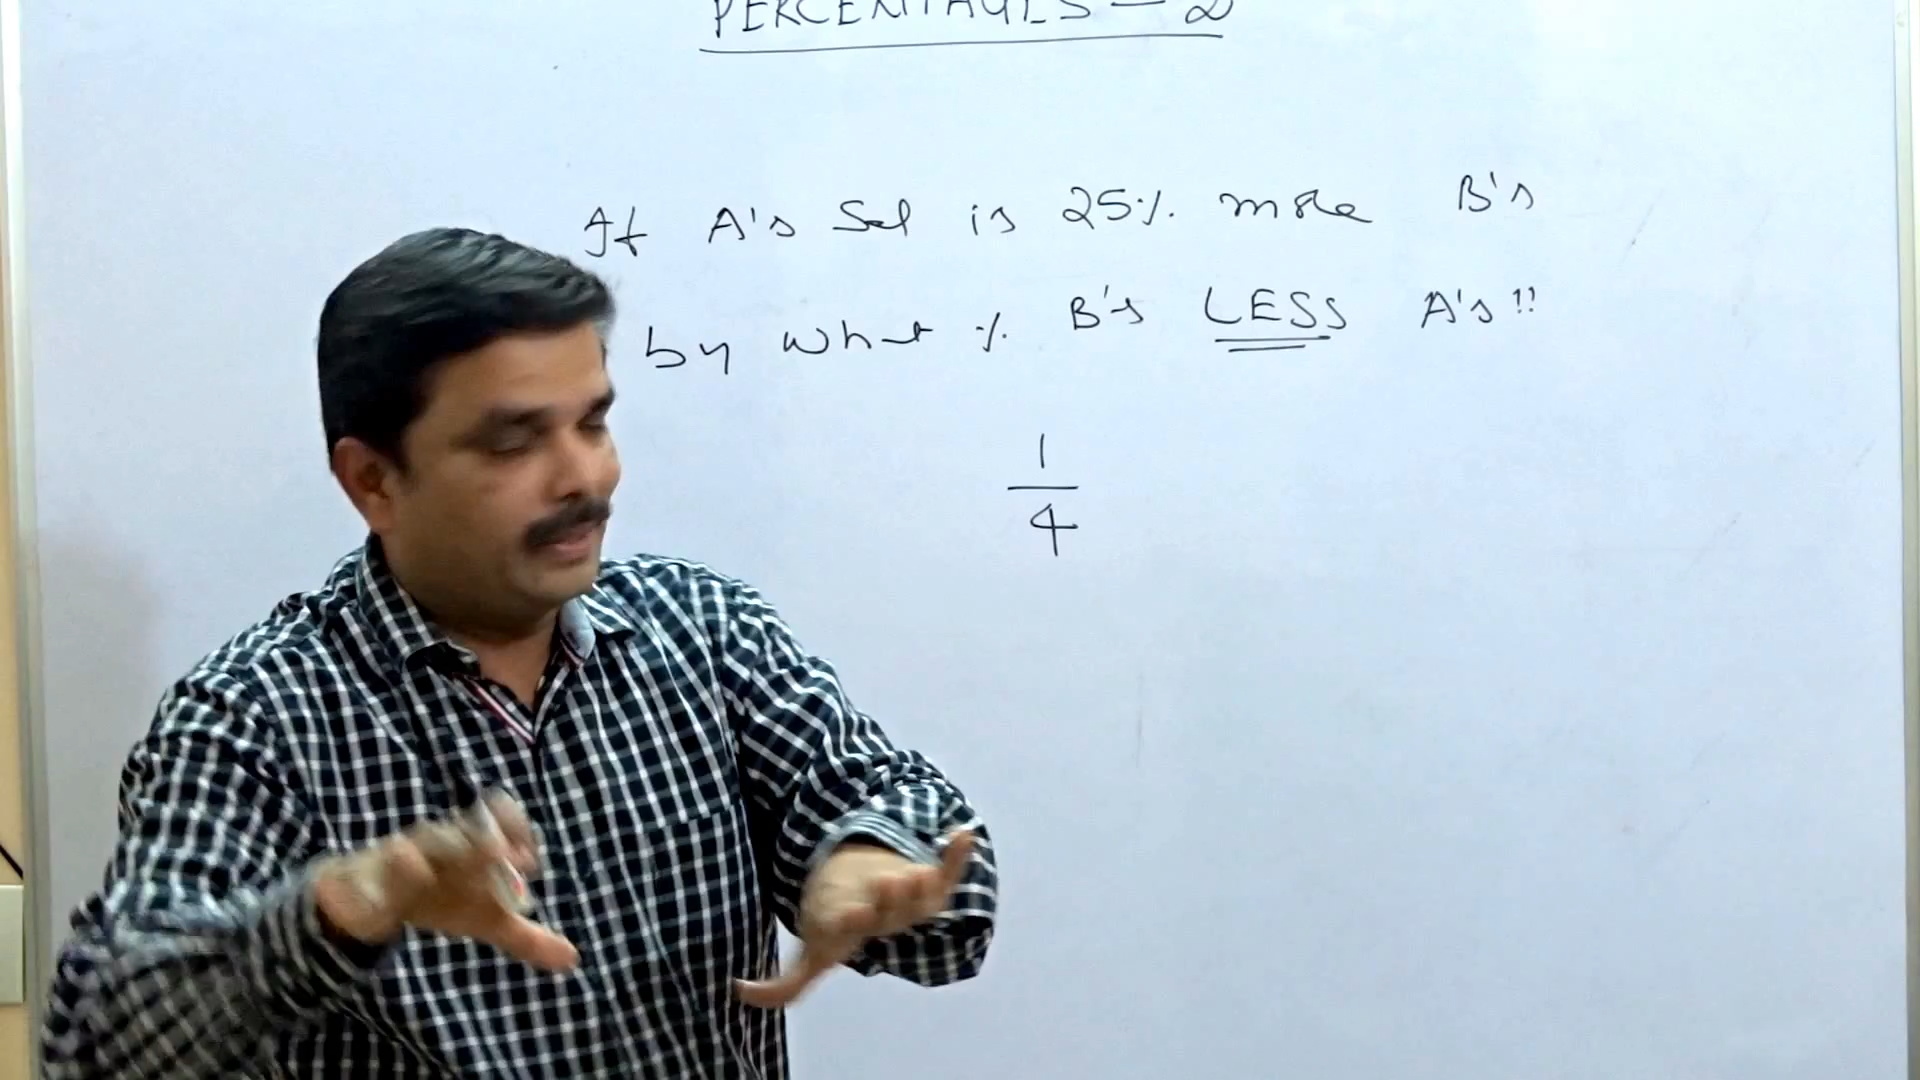 PERCENTAGES - 2
If A's Sal is 25% more B's
by what % B's LESS A's !!
1
4